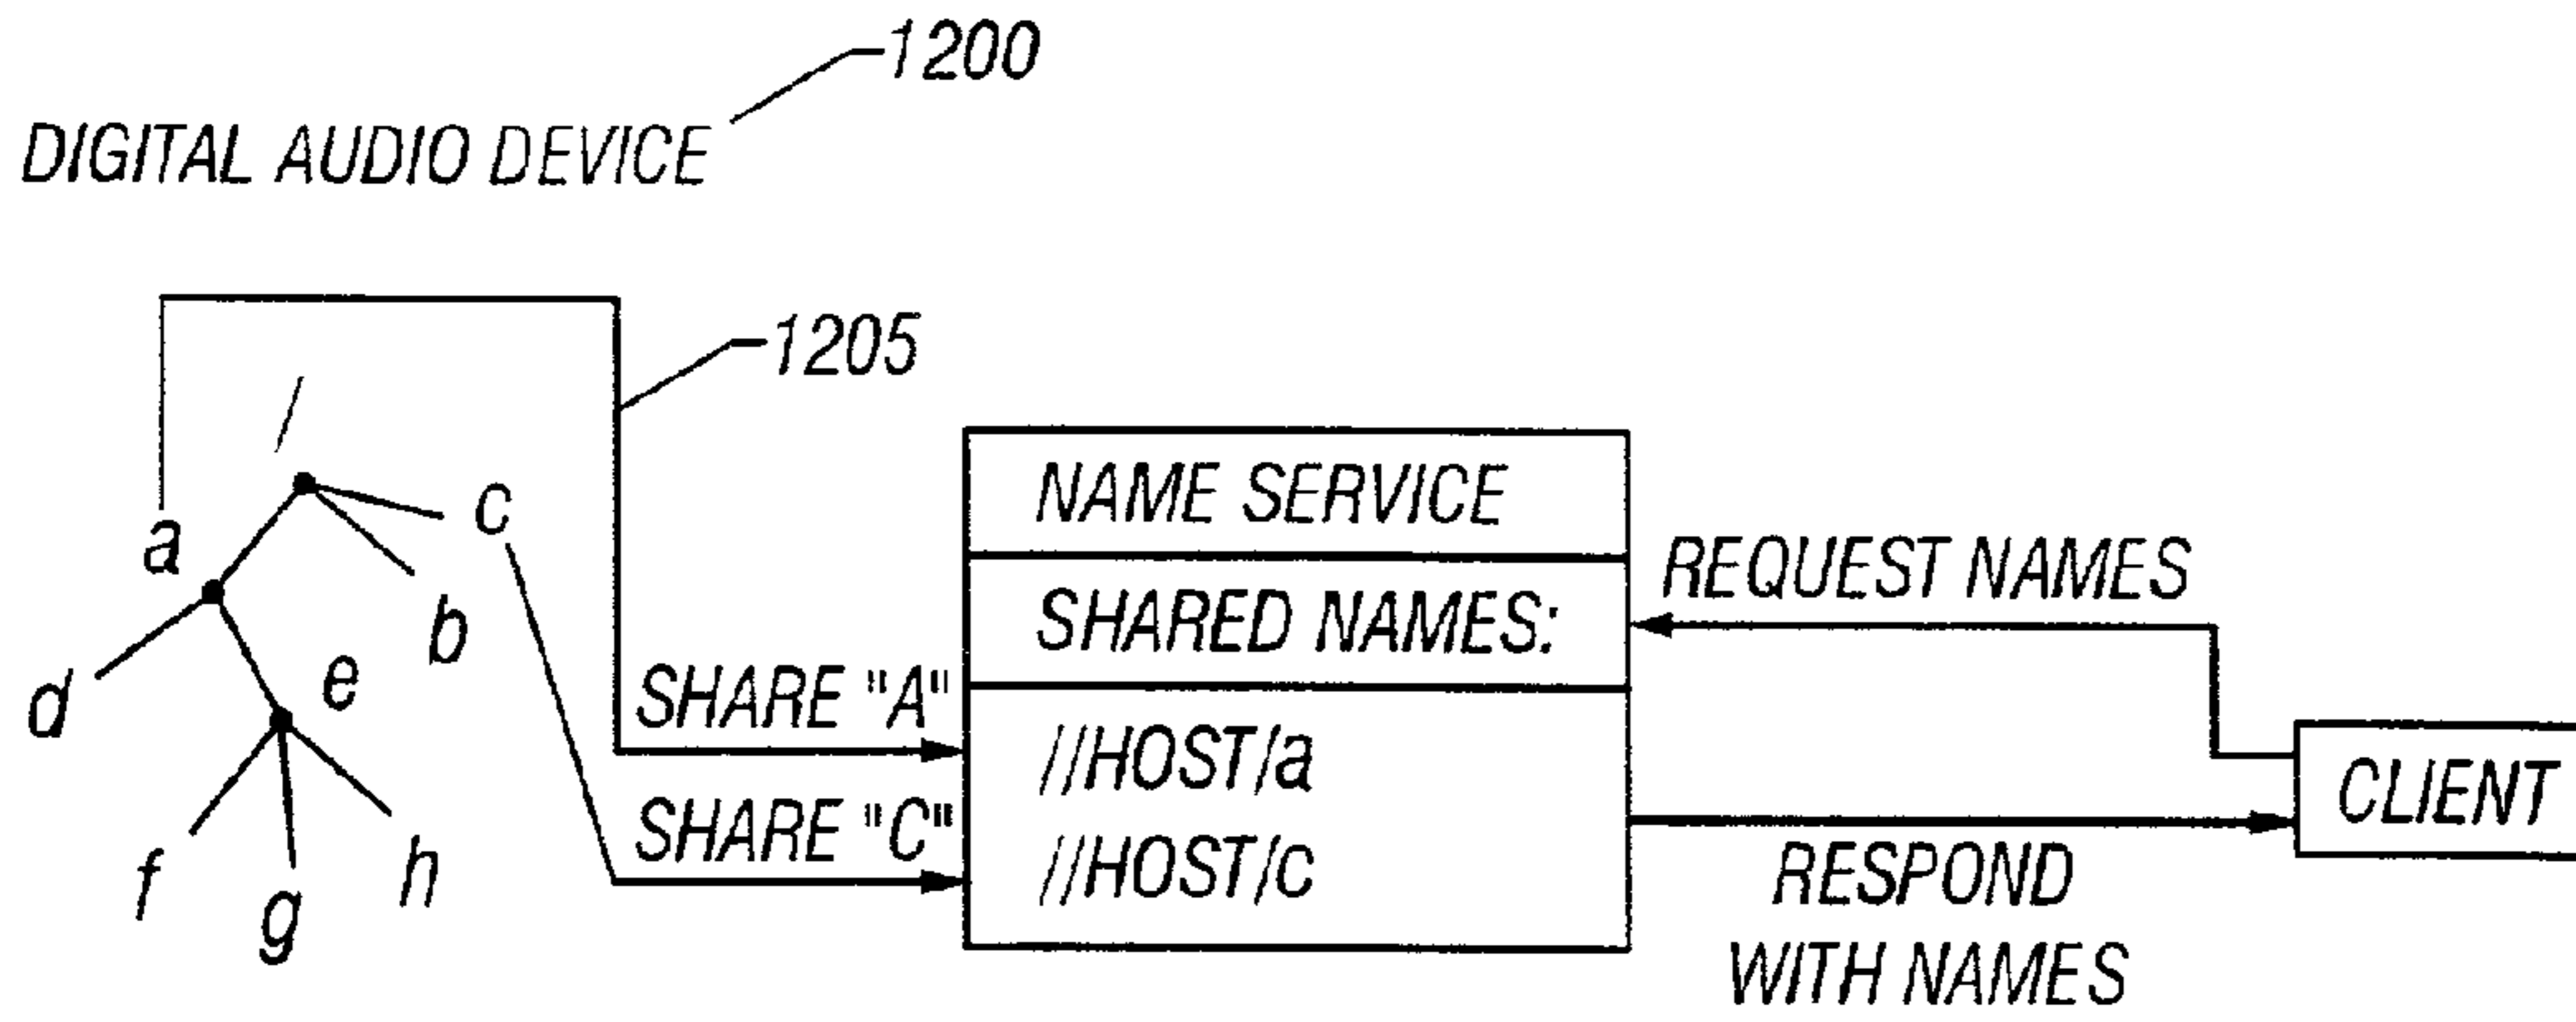 1200
DIGITAL AUDIO DEVICE
1205
/
a
c
b
d
e
f
g
h
SHARE "A"
SHARE "C"
NAME SERVICE
SHARED NAMES:
//HOST/a
//HOST/c
REQUEST NAMES
CLIENT
RESPOND
WITH NAMES